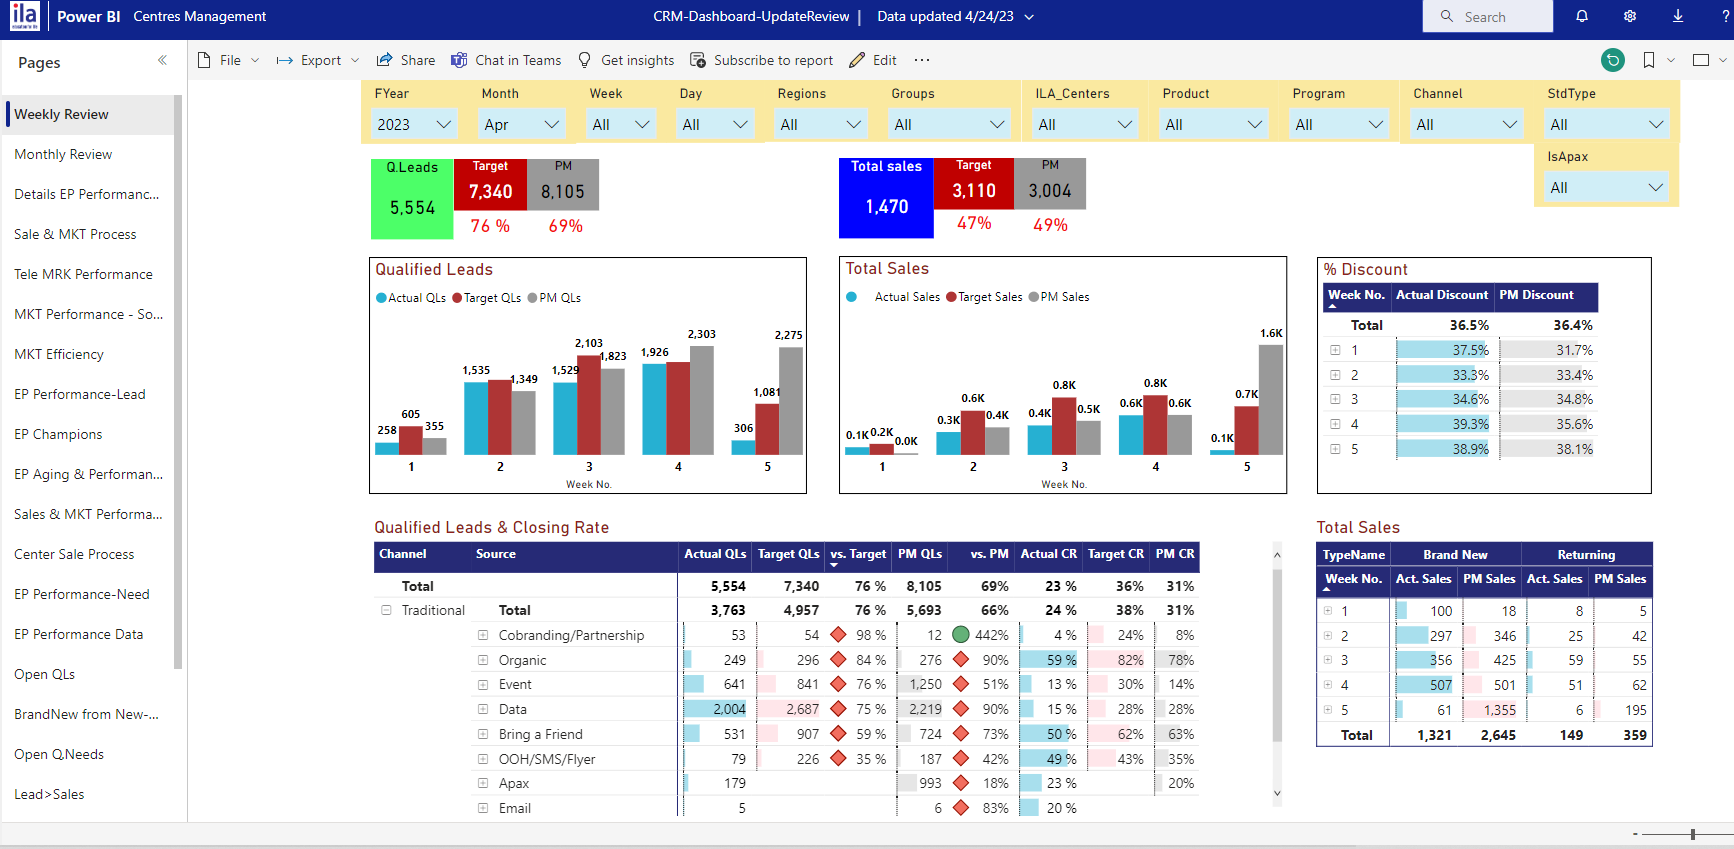 ila
Power BI Centres Management
CRM-Dashboard-UpdateReview | Data updated 4/24/23
Search
?
Pages
File Export Share Chat in Teams Get insights Subscribe to report Edit
Weekly Review
Monthly Review
Details EP Performanc...
Sale & MKT Process
Tele MRK Performance
MKT Performance - So...
MKT Efficiency
EP Performance-Lead
EP Champions
EP Aging & Performan...
Sales & MKT Performa...
Center Sale Process
EP Performance-Need
EP Performance Data
Open QLs
BrandNew from New-...
Open Q.Needs
Lead>Sales
FYear Month Week Day Regions Groups ILA_Centers Product Program Channel StdType
2023 Apr All All All All All All All All All
IsApax
All
Q.Leads Target PM
5,554 7,340 8,105
76 % 69%
Total sales Target PM
1,470 3,110 3,004
47% 49%
Qualified Leads
Actual QLs Target QLs PM QLs
258 605 355
1,535 1,349
1,529 2,103 1,823
1,926 2,303
306 1,081 2,275
1 2 3 4 5
Week No.
Total Sales
Actual Sales Target Sales PM Sales
0.1K 0.2K 0.0K
0.3K 0.6K 0.4K
0.4K 0.8K 0.5K
0.6K 0.8K 0.6K
0.1K 0.7K 1.6K
1 2 3 4 5
Week No.
% Discount
Week No. Actual Discount PM Discount
Total 36.5% 36.4%
1 37.5% 31.7%
2 33.3% 33.4%
3 34.6% 34.8%
4 39.3% 35.6%
5 38.9% 38.1%
Qualified Leads & Closing Rate
Channel Source Actual QLs Target QLs vs. Target PM QLs vs. PM Actual CR Target CR PM CR
Total 5,554 7,340 76 % 8,105 69% 23 % 36% 31%
Traditional Total 3,763 4,957 76 % 5,693 66% 24 % 38% 31%
Cobranding/Partnership 53 54 98 % 12 442% 4 % 24% 8%
Organic 249 296 84 % 276 90% 59 % 82% 78%
Event 641 841 76 % 1,250 51% 13 % 30% 14%
Data 2,004 2,687 75 % 2,219 90% 15 % 28% 28%
Bring a Friend 531 907 59 % 724 73% 50 % 62% 63%
OOH/SMS/Flyer 79 226 35 % 187 42% 49 % 43% 35%
Apax 179 993 18% 23 % 20%
Email 5 6 83% 20 %
Total Sales
TypeName Brand New Returning
Week No. Act. Sales PM Sales Act. Sales PM Sales
1 100 18 8 5
2 297 346 25 42
3 356 425 59 55
4 507 501 51 62
5 61 1,355 6 195
Total 1,321 2,645 149 359